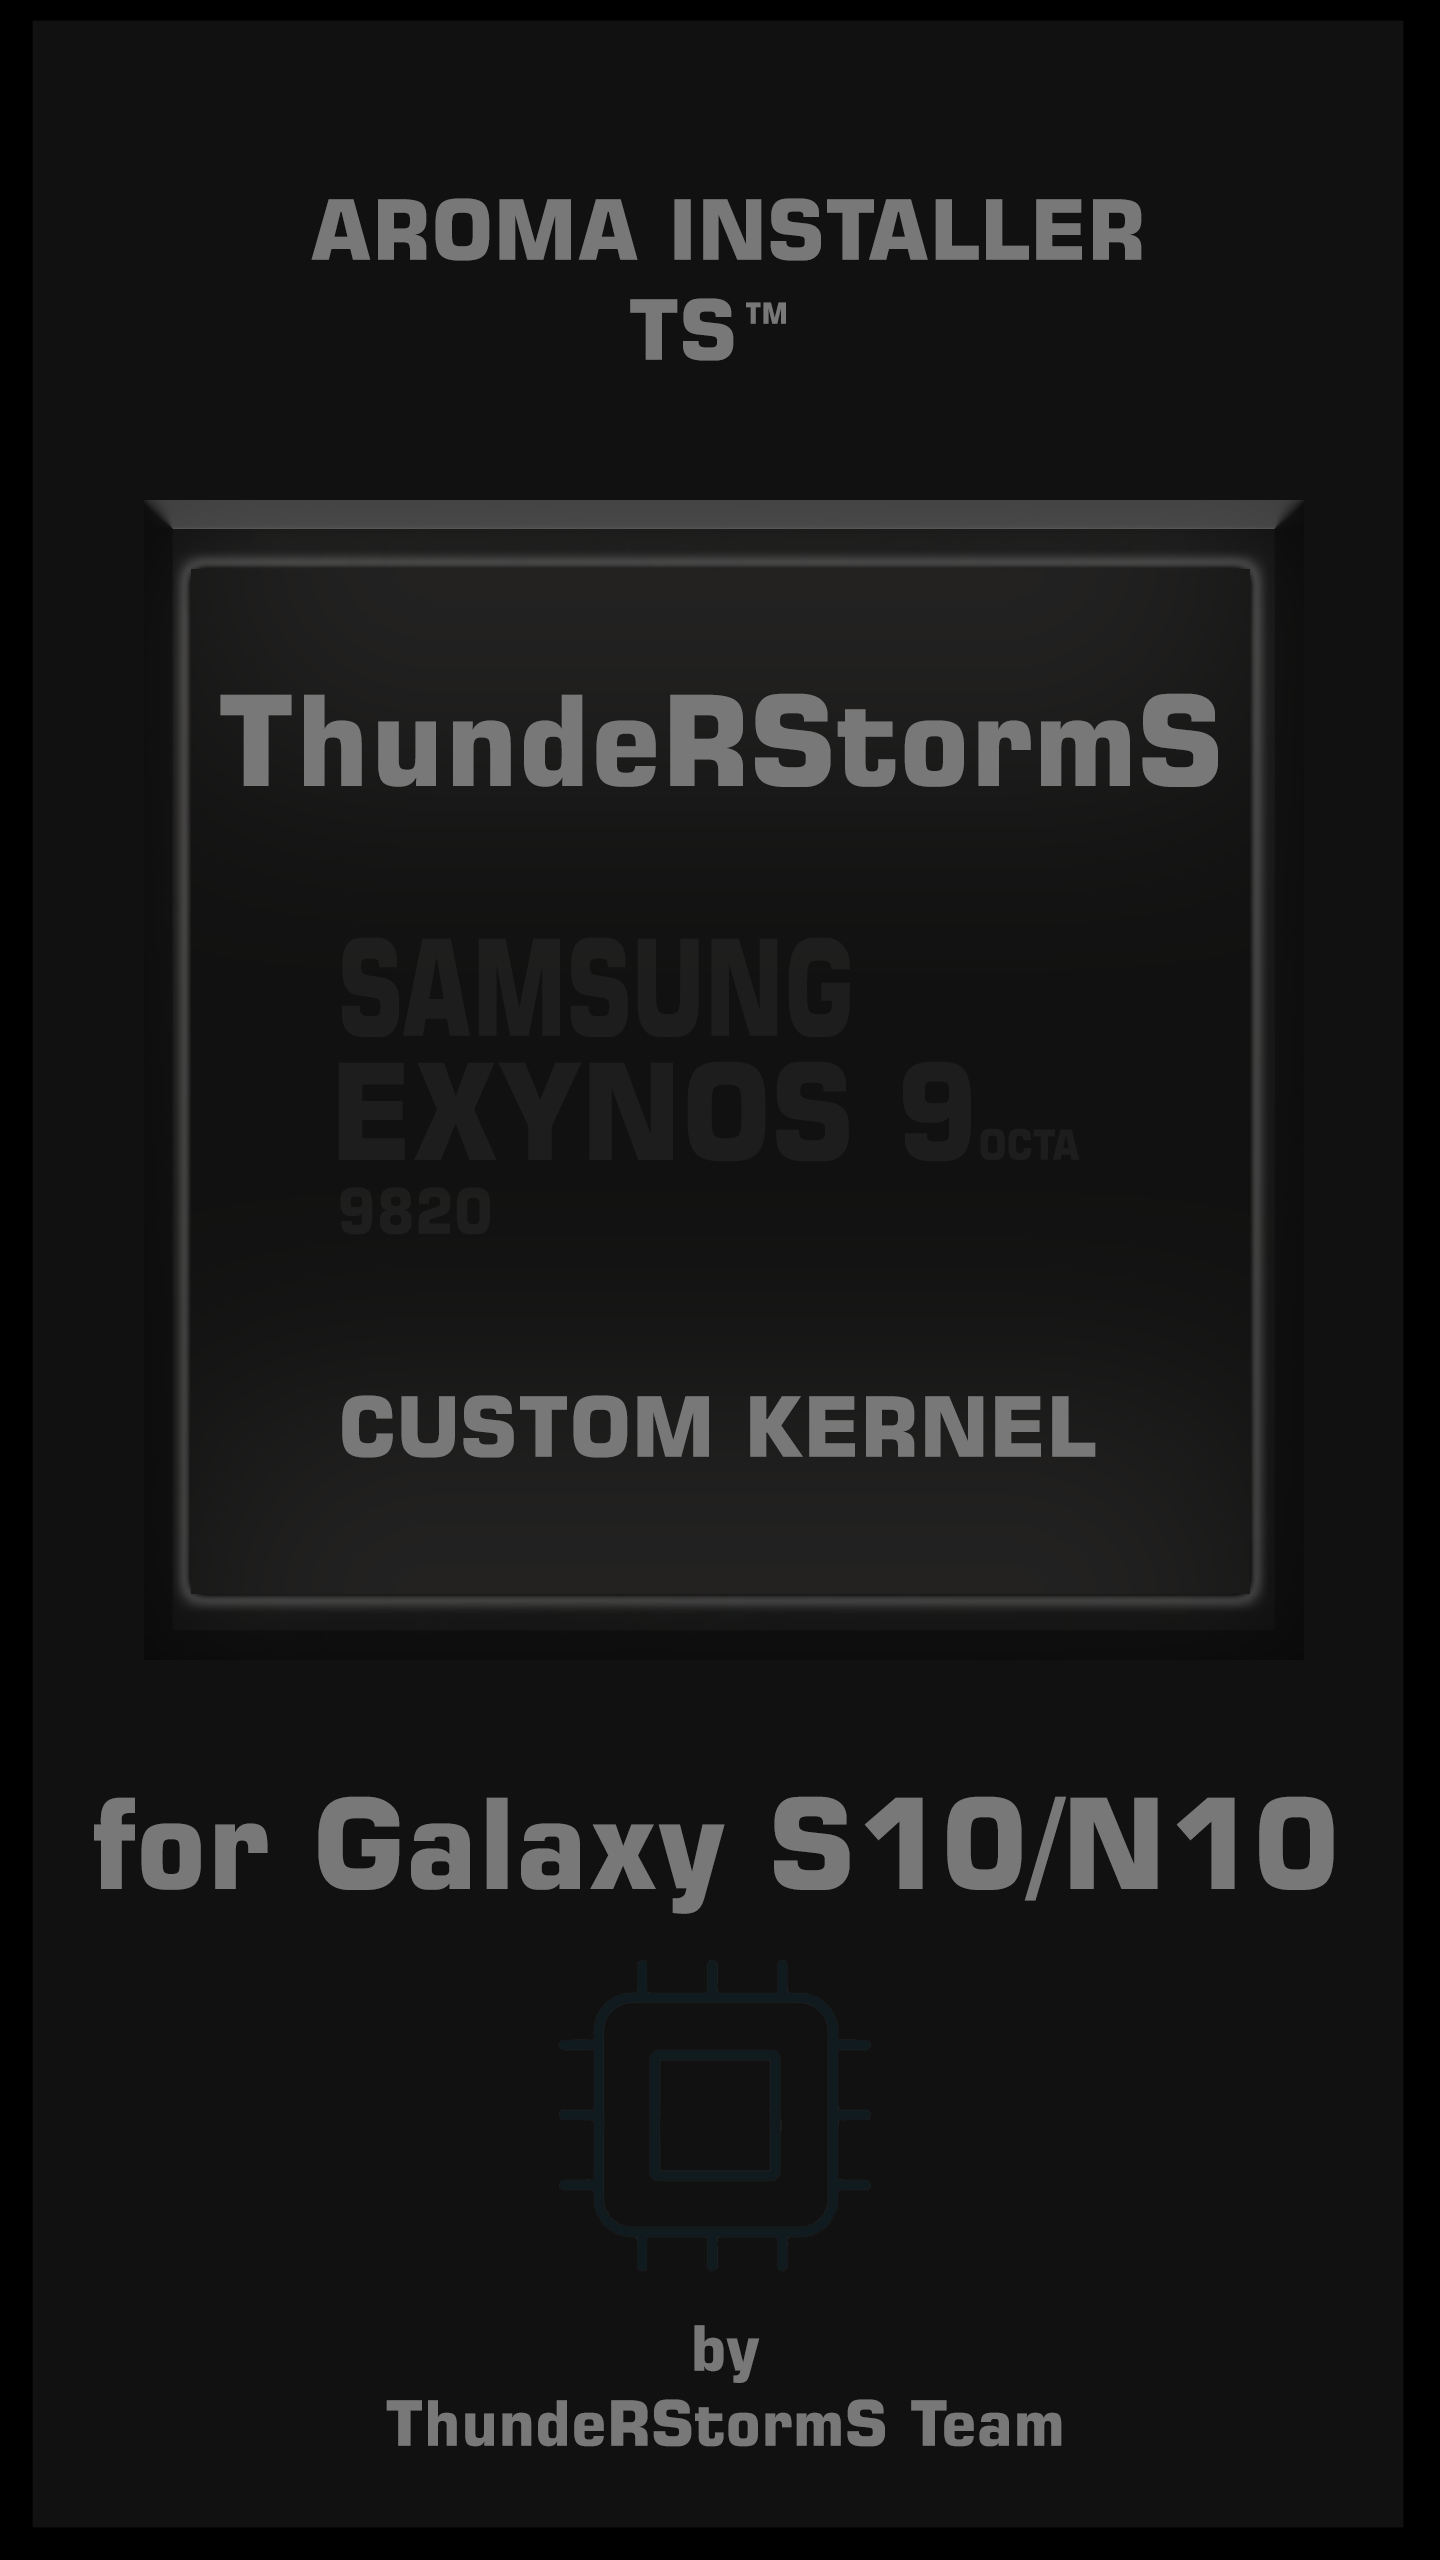 AROMA INSTALLER
TS™
ThundeRStormS
SAMSUNG
EXYNOS 9 OCTA
9820
CUSTOM KERNEL
for Galaxy S10/N10
by
ThundeRStormS Team